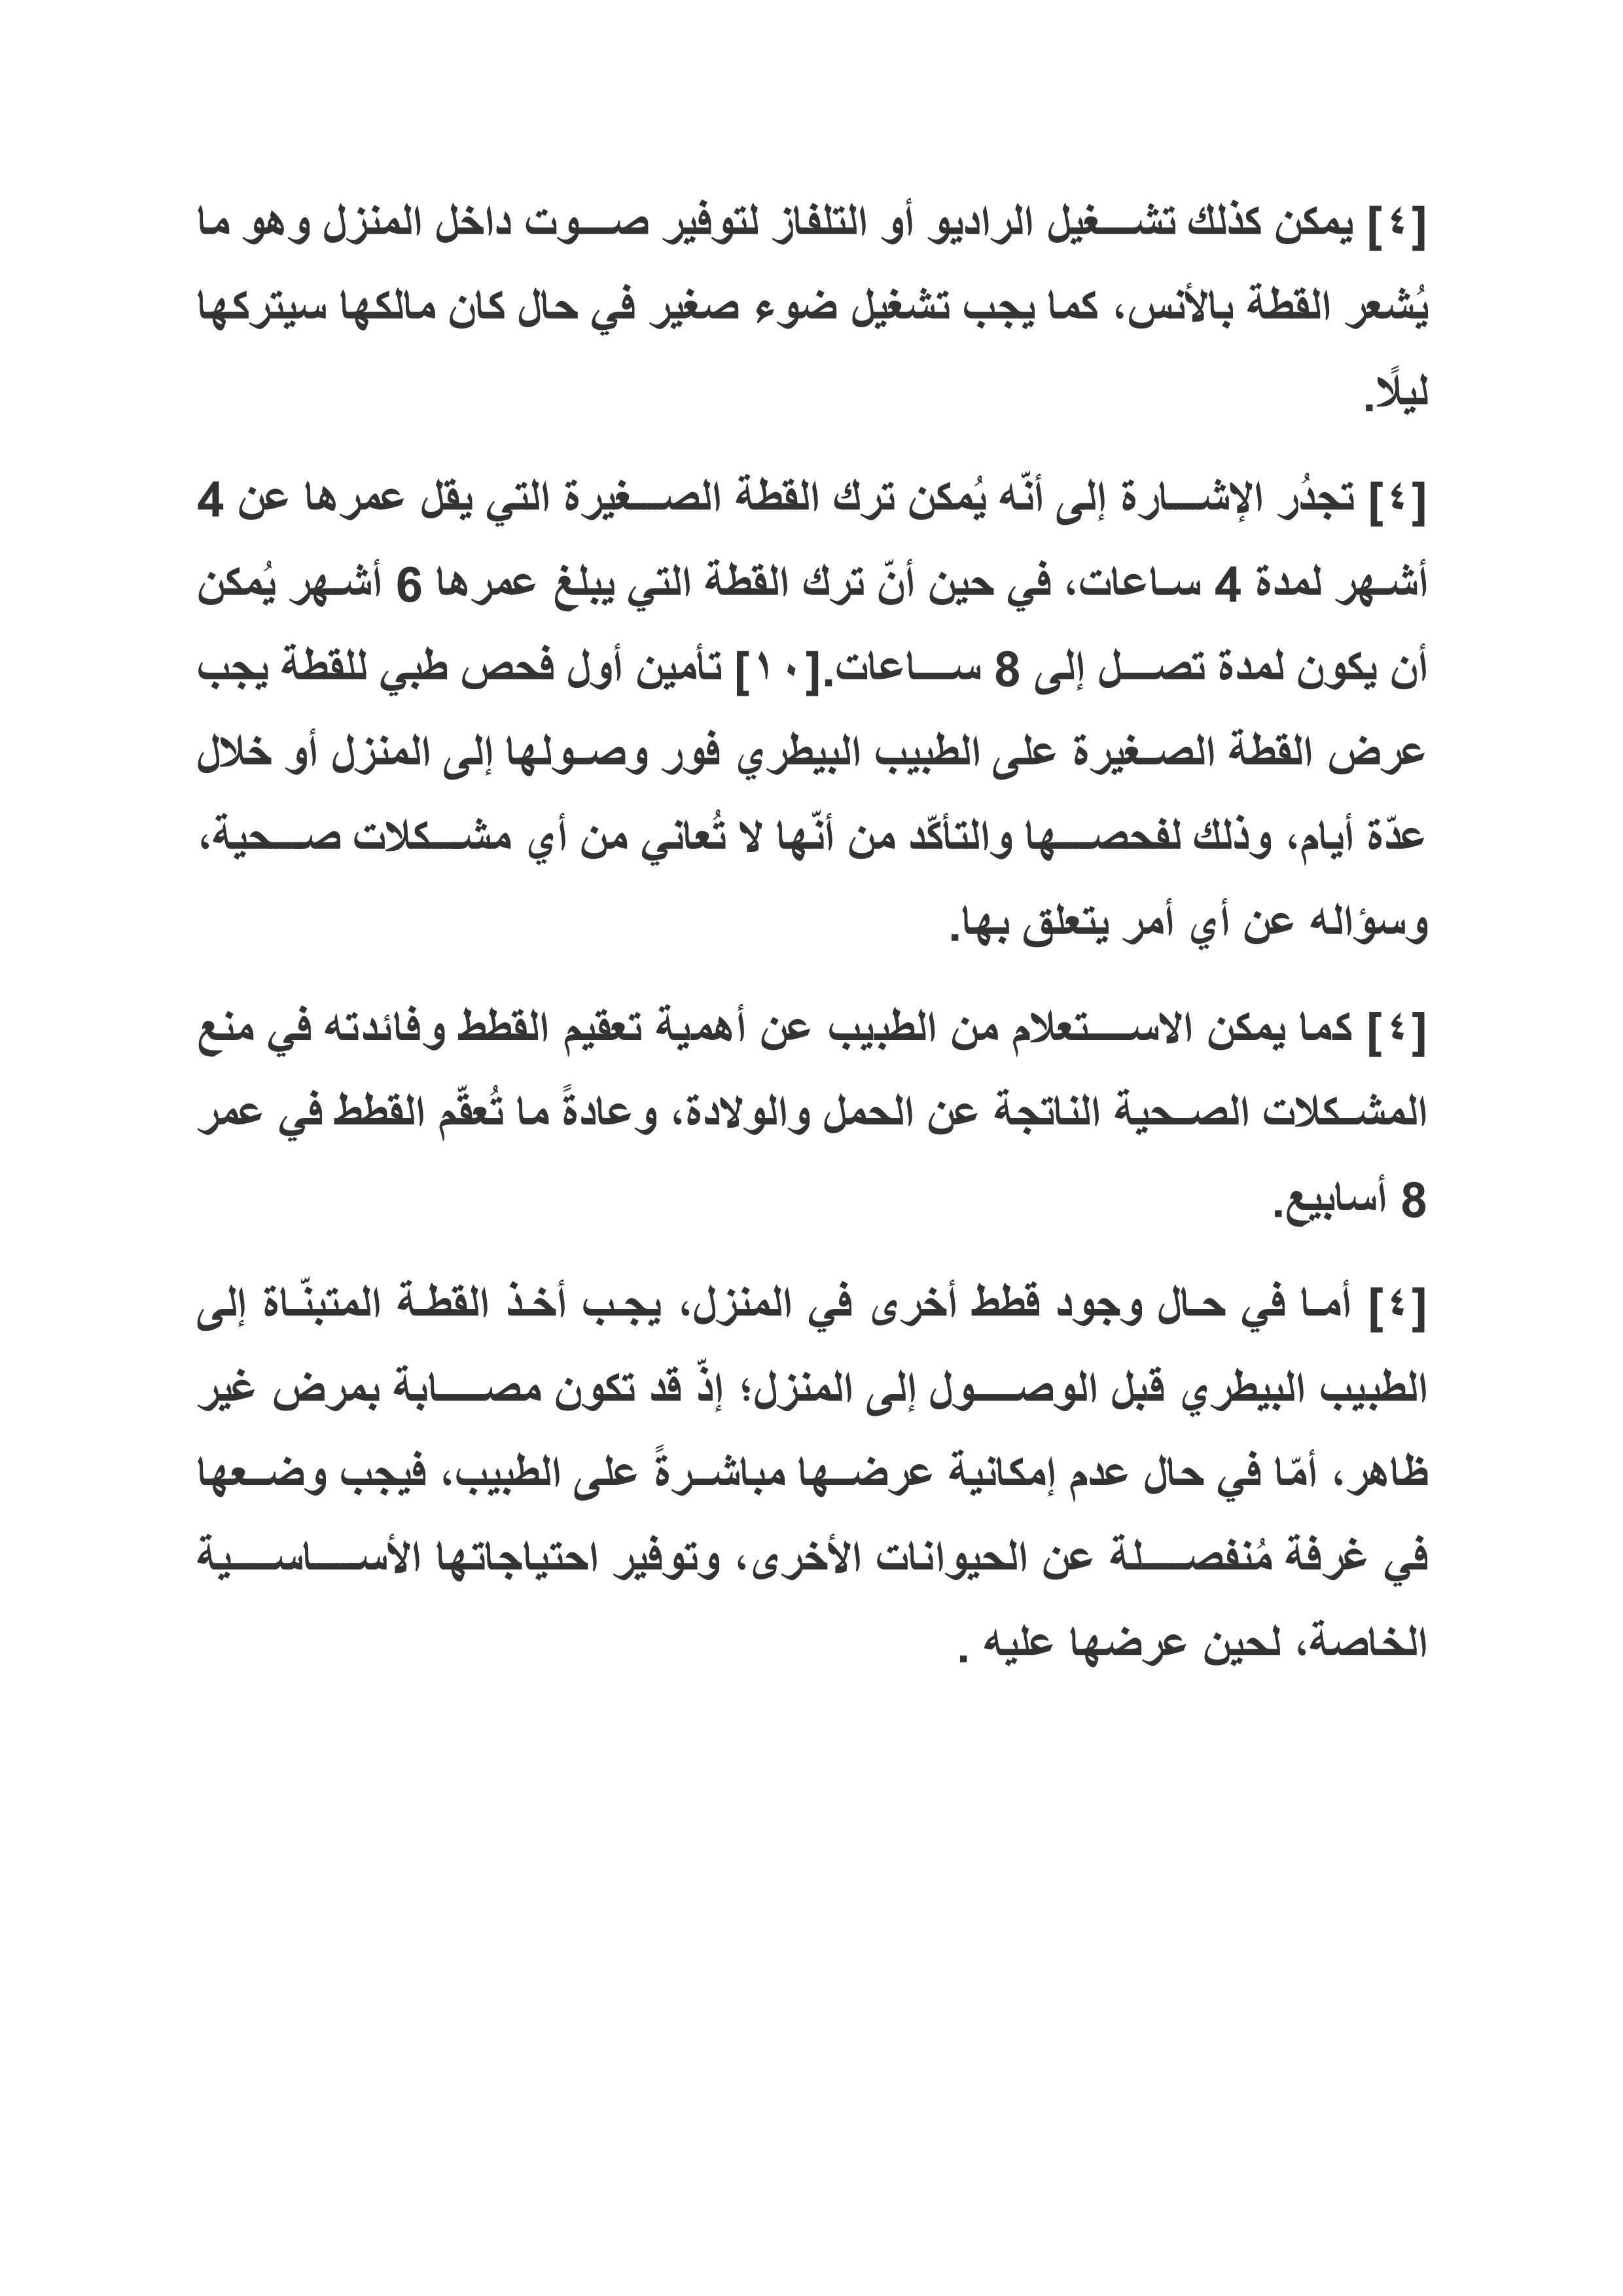 [٤] يمكن كذلك تشغيل الراديو أو التلفاز لتوفير صوت داخل المنزل وهو ما
يُشعر القطة بالأنس، كما يجب تشغيل ضوء صغير في حال كان مالكها سيتركها
ليلًا.
[٤] تجدُر الإشارة إلى أنّه يُمكن ترك القطة الصغيرة التي يقل عمرها عن 4
أشهر لمدة 4 ساعات، في حين أنّ ترك القطة التي يبلغ عمرها 6 أشهر يُمكن
أن يكون لمدة تصل إلى 8 ساعات.[١٠] تأمين أول فحص طبي للقطة يجب
عرض القطة الصغيرة على الطبيب البيطري فور وصولها إلى المنزل أو خلال
عدّة أيام، وذلك لفحصها والتأكّد من أنّها لا تُعاني من أي مشكلات صحية،
وسؤاله عن أي أمر يتعلق بها.
[٤] كما يمكن الاستعلام من الطبيب عن أهمية تعقيم القطط وفائدته في منع
المشكلات الصحية الناتجة عن الحمل والولادة، وعادةً ما تُعقّم القطط في عمر
8 أسابيع.
[٤] أما في حال وجود قطط أخرى في المنزل، يجب أخذ القطة المتبنّاة إلى
الطبيب البيطري قبل الوصول إلى المنزل؛ إذّ قد تكون مصابة بمرض غير
ظاهر، أمّا في حال عدم إمكانية عرضها مباشرةً على الطبيب، فيجب وضعها
في غرفة مُنفصلة عن الحيوانات الأخرى، وتوفير احتياجاتها الأساسية
الخاصة، لحين عرضها عليه .